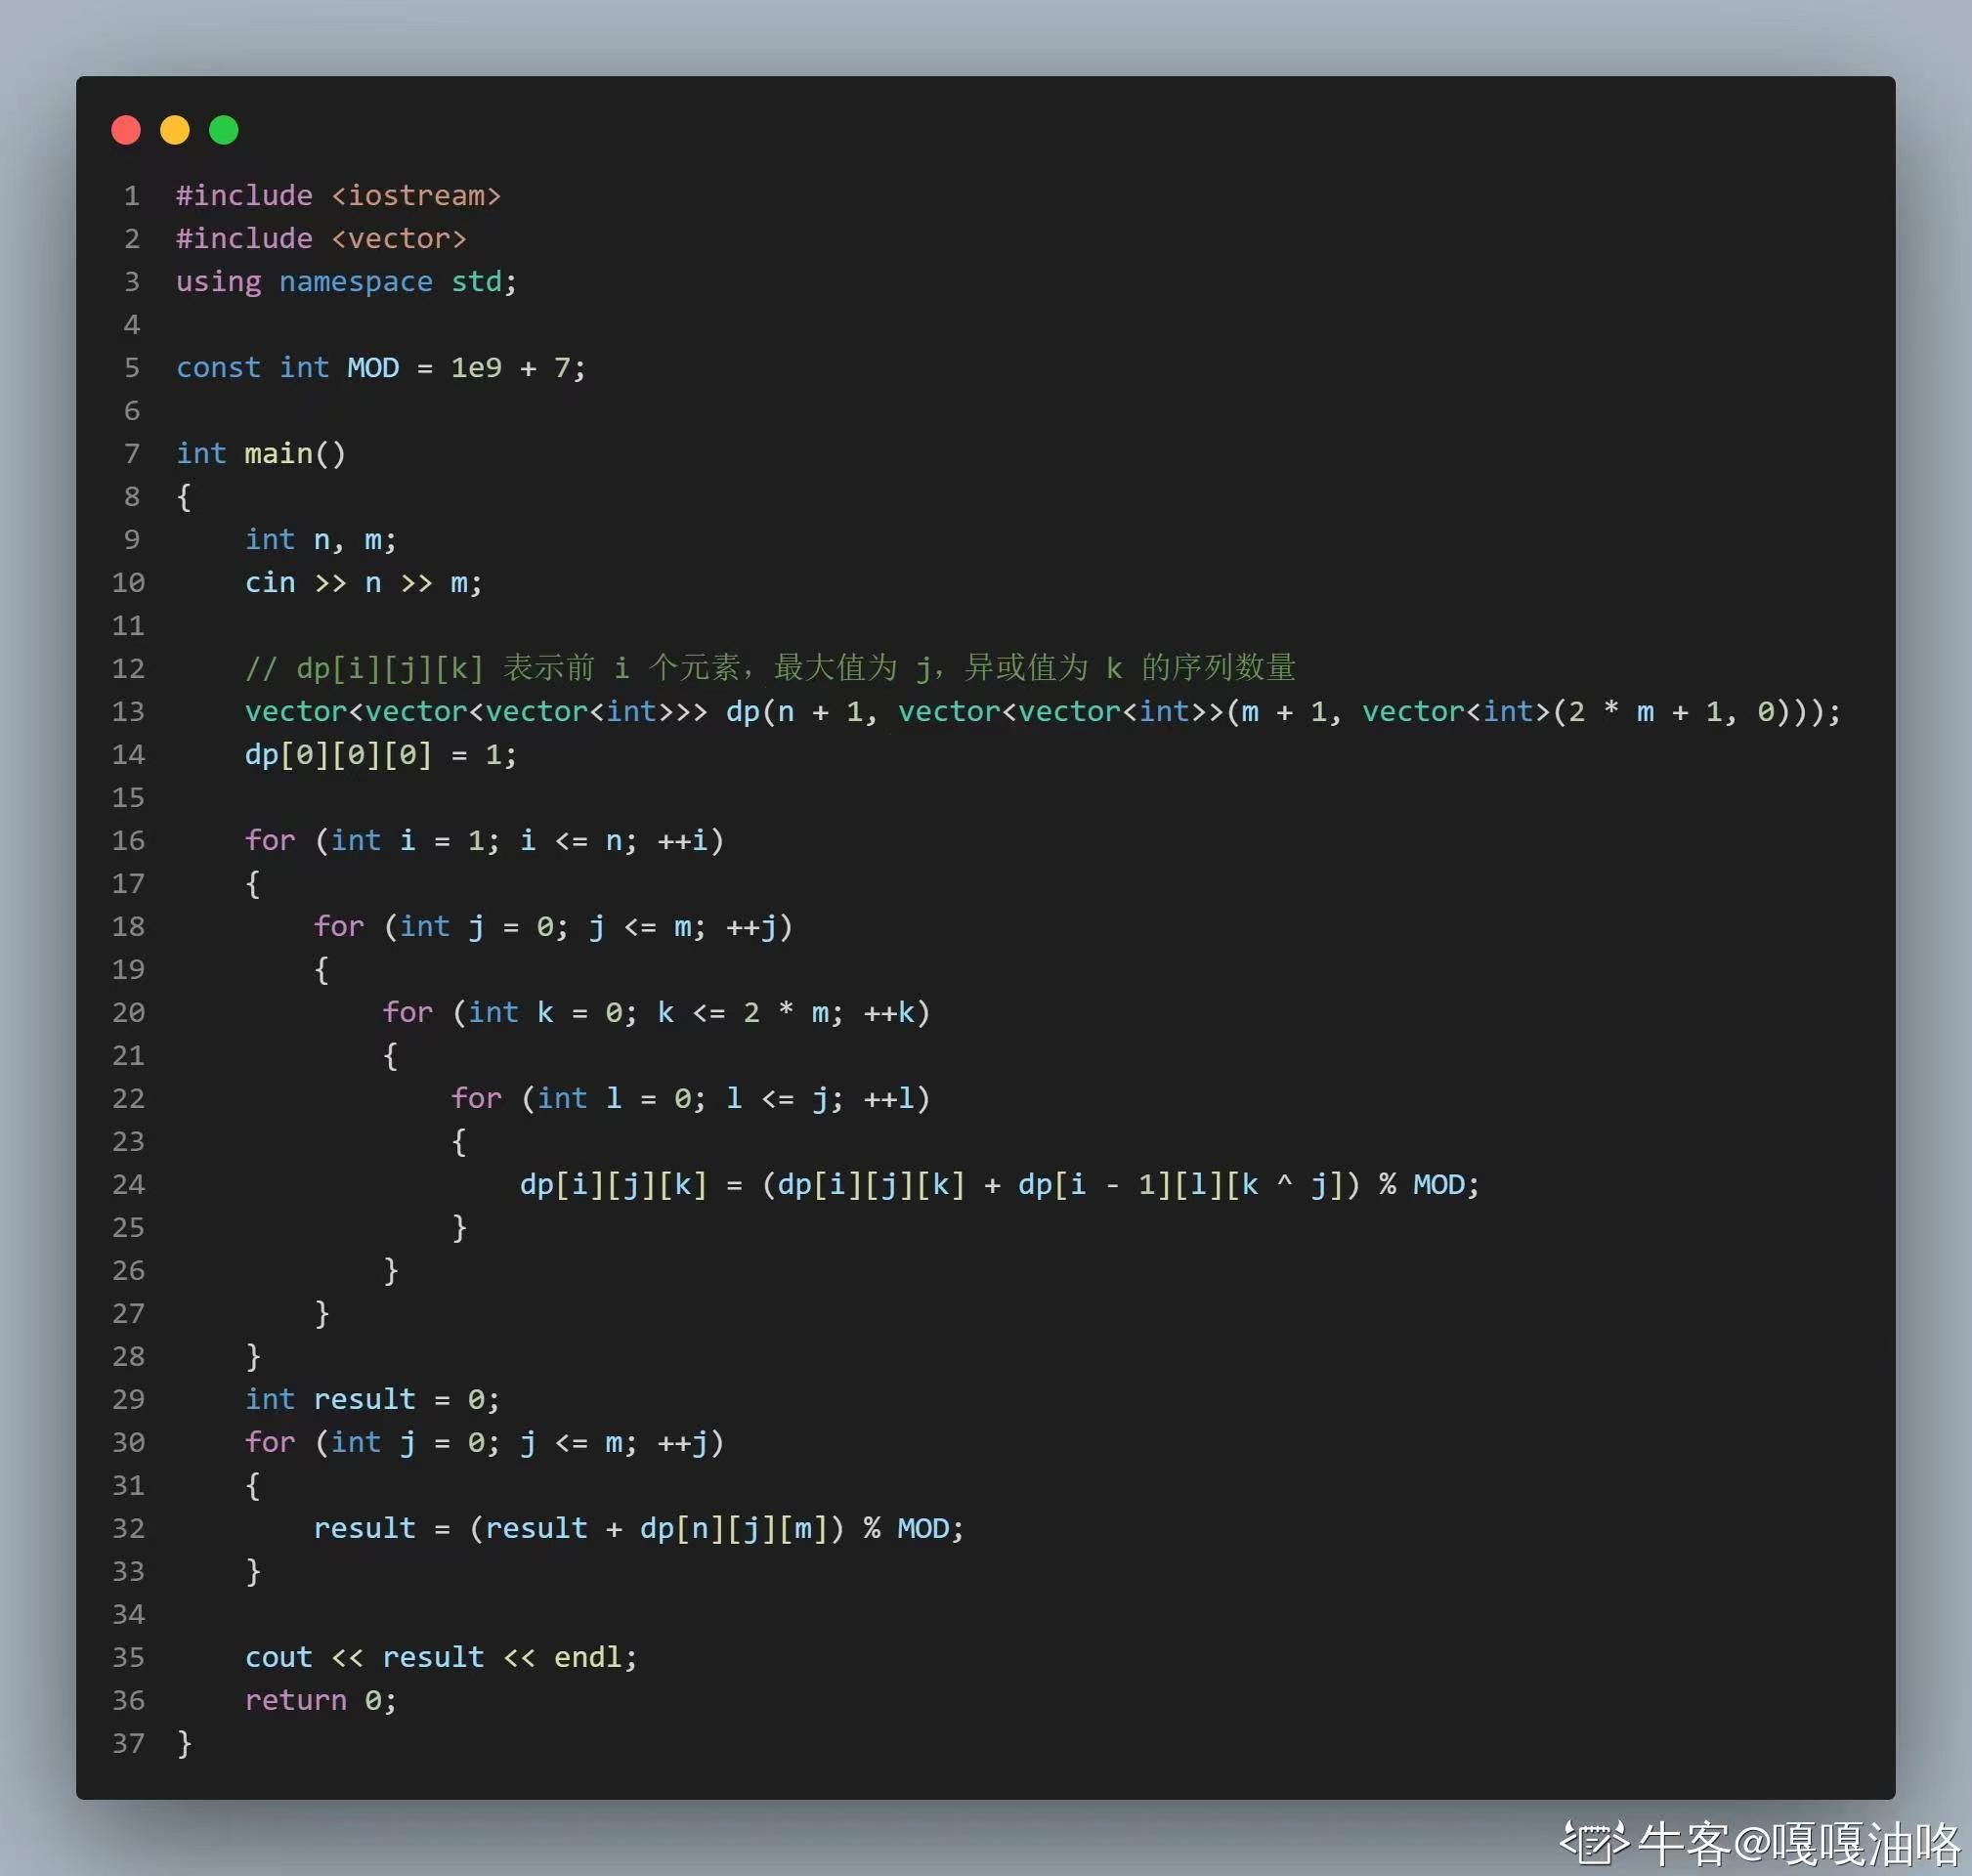 1 #include <iostream>
2 #include <vector>
3 using namespace std;
4
5 const int MOD = 1e9 + 7;
6
7 int main()
8 {
9     int n, m;
10     cin >> n >> m;
11
12     // dp[i][j][k] 表示前 i 个元素，最大值为 j，异或值为 k 的序列数量
13     vector<vector<vector<int>>> dp(n + 1, vector<vector<int>>(m + 1, vector<int>(2 * m + 1, 0)));
14     dp[0][0][0] = 1;
15
16     for (int i = 1; i <= n; ++i)
17     {
18         for (int j = 0; j <= m; ++j)
19         {
20             for (int k = 0; k <= 2 * m; ++k)
21             {
22                 for (int l = 0; l <= j; ++l)
23                 {
24                     dp[i][j][k] = (dp[i][j][k] + dp[i - 1][l][k ^ j]) % MOD;
25                 }
26             }
27         }
28     }
29     int result = 0;
30     for (int j = 0; j <= m; ++j)
31     {
32         result = (result + dp[n][j][m]) % MOD;
33     }
34
35     cout << result << endl;
36     return 0;
37 }
牛客@嘎嘎油咯